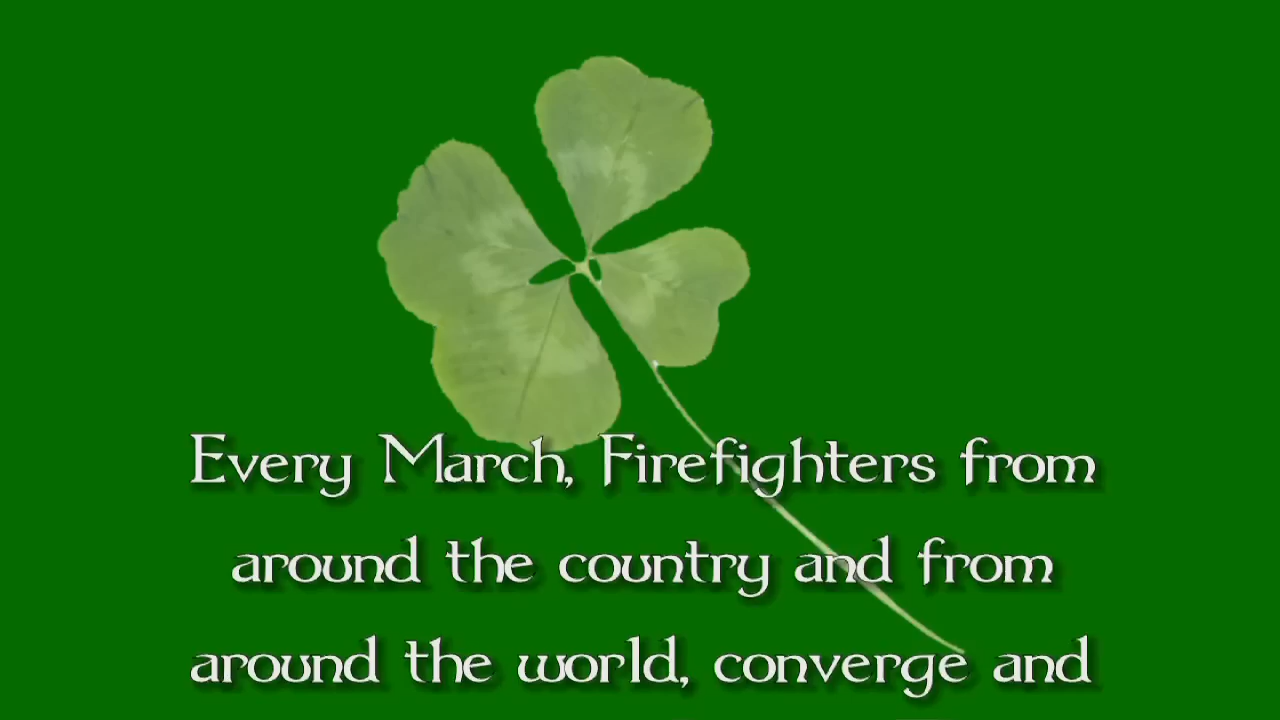 Every March, Firefighters from
around the country and from
around the world, converge and